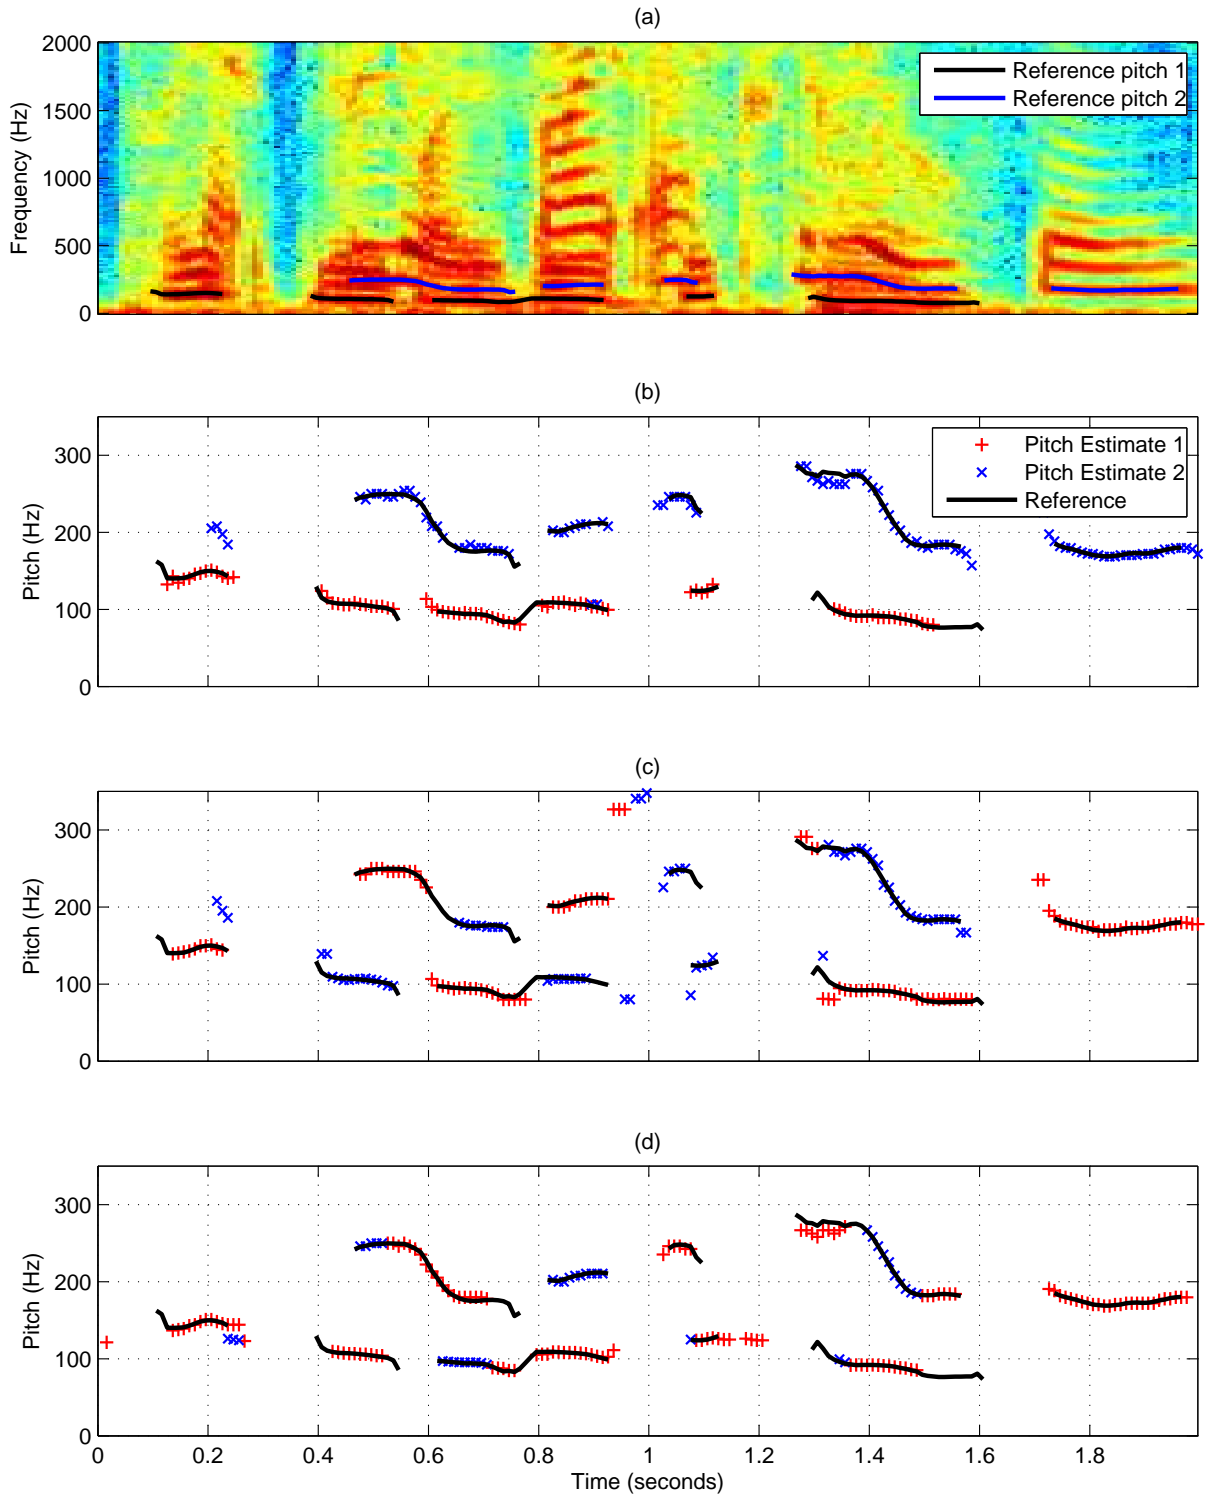 (a)
2000
1500
1000
500
0
Frequency (Hz)
Reference pitch 1
Reference pitch 2
(b)
300
200
100
0
Pitch (Hz)
Pitch Estimate 1
Pitch Estimate 2
Reference
(c)
300
200
100
0
Pitch (Hz)
(d)
300
200
100
0
Pitch (Hz)
0 0.2 0.4 0.6 0.8 1 1.2 1.4 1.6 1.8
Time (seconds)